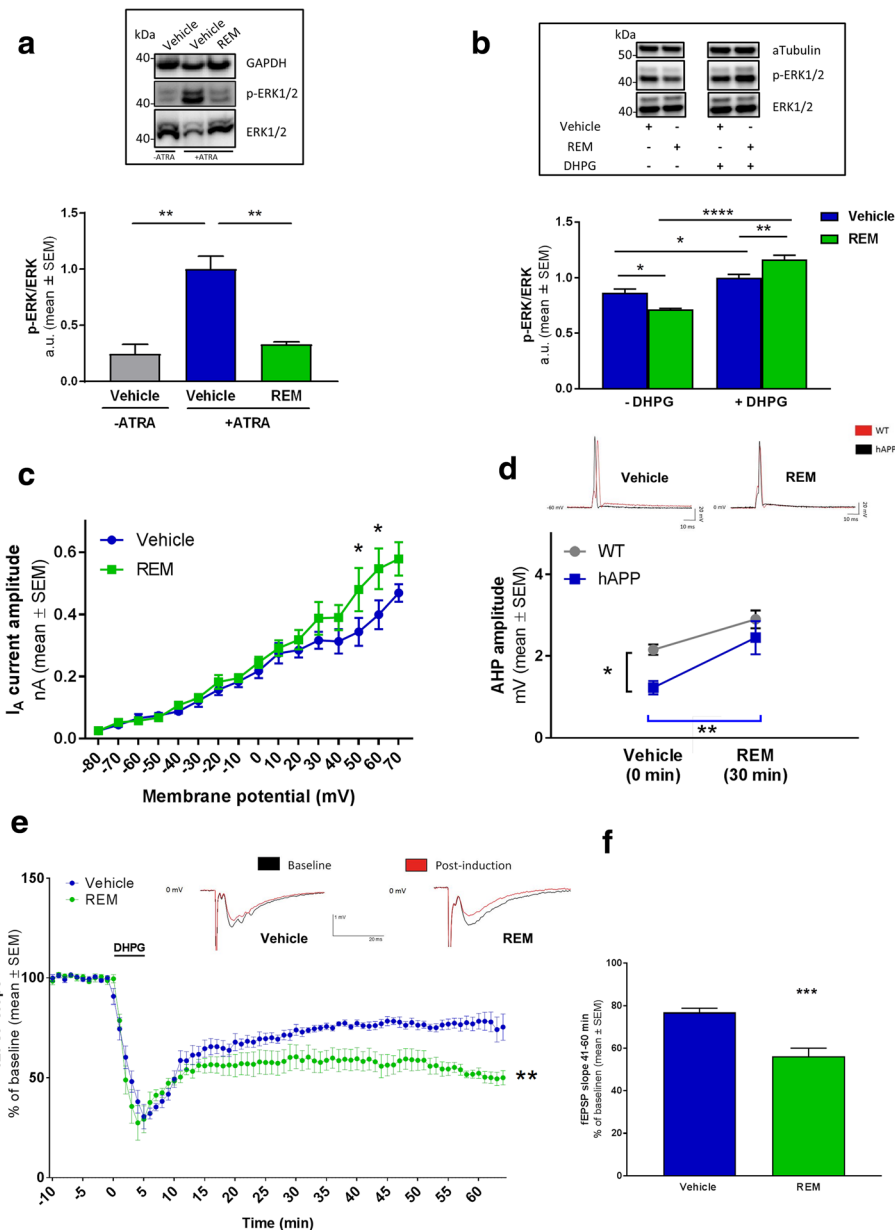 a
kDa
Vehicle
Vehicle
REM
40
GAPDH
p-ERK1/2
40
ERK1/2
-ATRA
+ATRA
p-ERK/ERK
a.u. (mean ± SEM)
1.5
1.0
0.5
0.0
**
**
Vehicle
Vehicle
REM
-ATRA
+ATRA
b
kDa
50
aTubulin
40
p-ERK1/2
40
ERK1/2
Vehicle + - + -
REM - + - +
DHPG - - + +
p-ERK/ERK
a.u. (mean ± SEM)
1.5
1.0
0.5
0.0
****
*
**
*
Vehicle
REM
- DHPG
+ DHPG
c
I_A current amplitude
nA (mean ± SEM)
0.6
0.4
0.2
0.0
Vehicle
REM
*
*
-80 -70 -60 -50 -40 -30 -20 -10 0 10 20 30 40 50 60 70
Membrane potential (mV)
d
Vehicle
REM
WT
hAPP
-60 mV
20 mV
10 ms
0 mV
20 mV
10 ms
AHP amplitude
mV (mean ± SEM)
4
2
0
WT
hAPP
*
**
Vehicle
(0 min)
REM
(30 min)
e
% of baseline (mean ± SEM)
150
100
50
0
Vehicle
REM
DHPG
Baseline
Post-induction
0 mV
Vehicle
1 mV
20 ms
0 mV
REM
**
-10 -5 0 5 10 15 20 25 30 35 40 45 50 55 60
Time (min)
f
fEPSP slope 41-60 min
% of baselinen (mean ± SEM)
100
80
60
40
20
0
***
Vehicle
REM